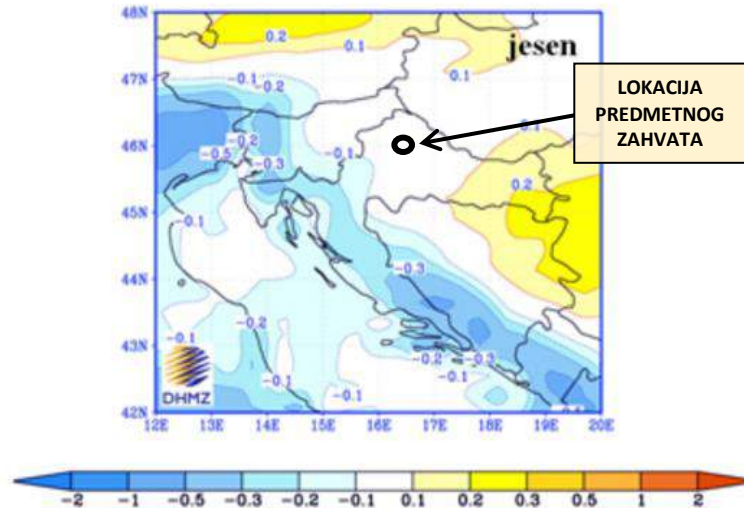 48N
47N
46N
45N
44N
43N
42N
12E 13E 14E 15E 16E 17E 18E 19E 20E
jesen
LOKACIJA
PREDMETNOG
ZAHVATA
0.2
0.1
0.1
0.1
-0.1
-0.2
-0.2
-0.5
-0.3
-0.1
0.2
-0.1
-0.3
-0.2
-0.1
-0.1
-0.1
-0.2
-0.3
-0.1
DHMZ
-2 -1 -0.5 -0.3 -0.2 -0.1 0.1 0.2 0.3 0.5 1 2